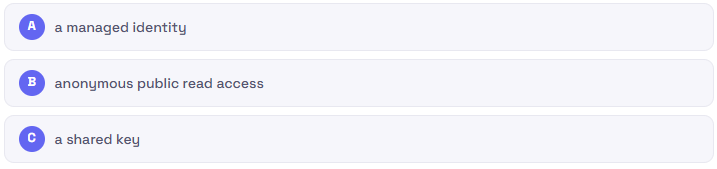 A a managed identity
B anonymous public read access
C a shared key